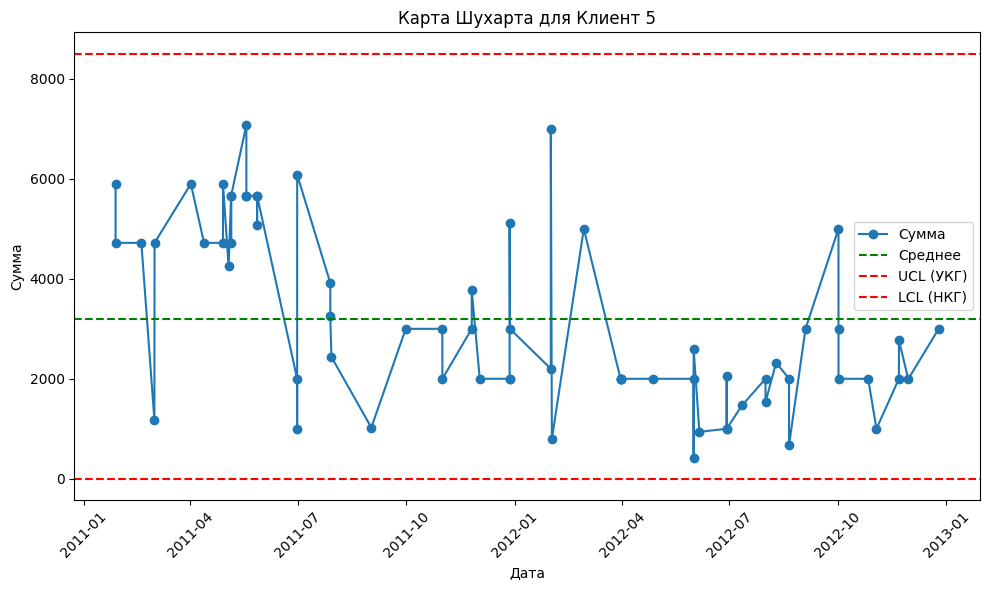 Карта Шухарта для Клиент 5
Сумма
8000
6000
4000
2000
0
Сумма
Среднее
UCL (УКГ)
LCL (НКГ)
2011-01
2011-04
2011-07
2011-10
2012-01
2012-04
2012-07
2012-10
2013-01
Дата